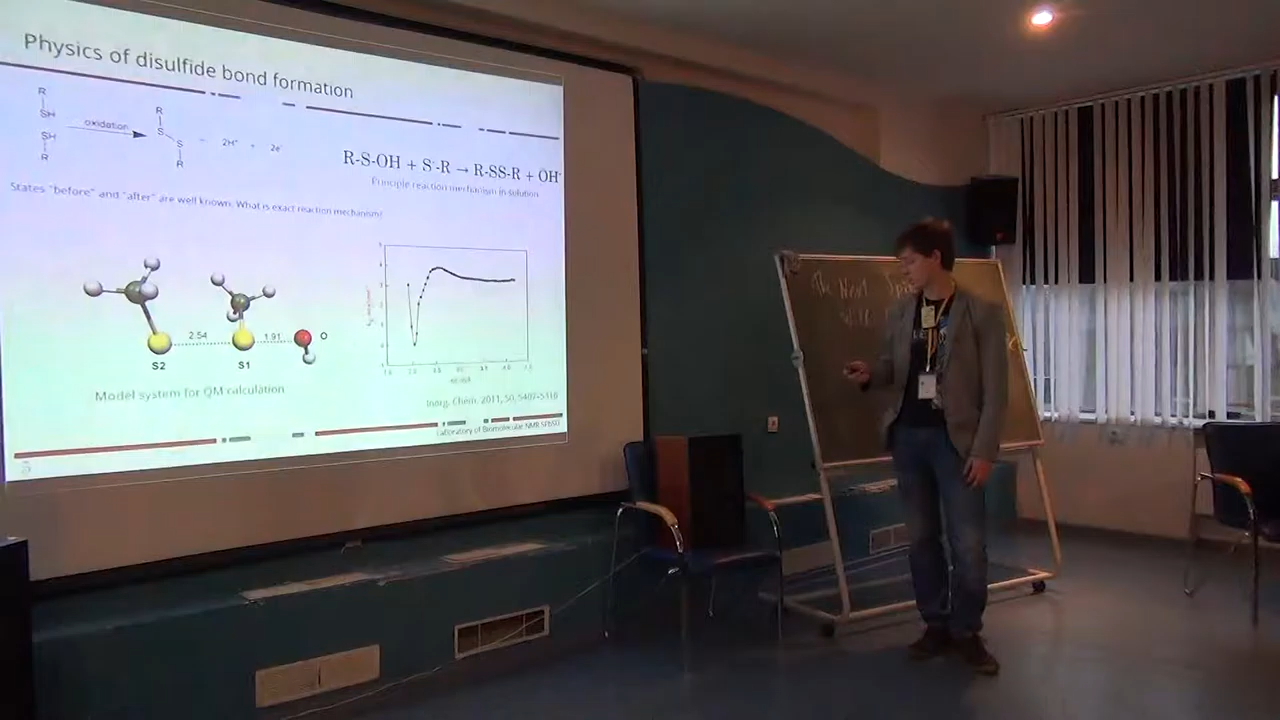 Physics of disulfide bond formation
R
SH
SH
R
oxidation
R
S
S
R
2H⁺ + 2e⁻
R-S-OH + S⁻-R → R-SS-R + OH⁻
Principle reaction mechanism in solution
States "before" and "after" are well known. What is exact reaction mechanism?
2.54
1.91
O
S2
S1
Model system for QM calculation
Inorg. Chem. 2011, 50,
Laboratory of Biomolecular NMR SPbSU
The Next